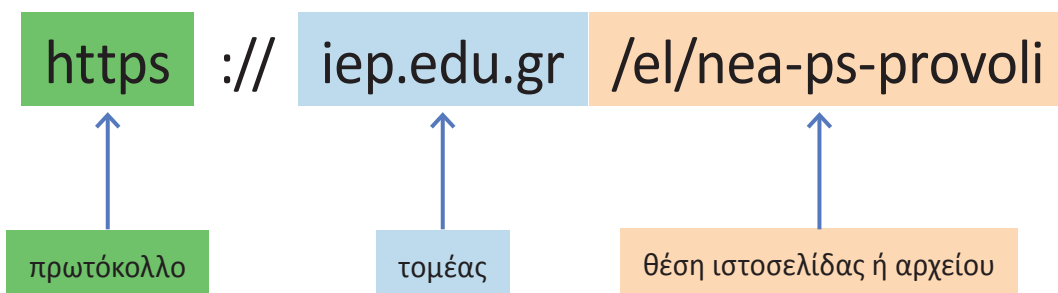 https :// iep.edu.gr /el/nea-ps-provoli
πρωτόκολλο τομέας θέση ιστοσελίδας ή αρχείου